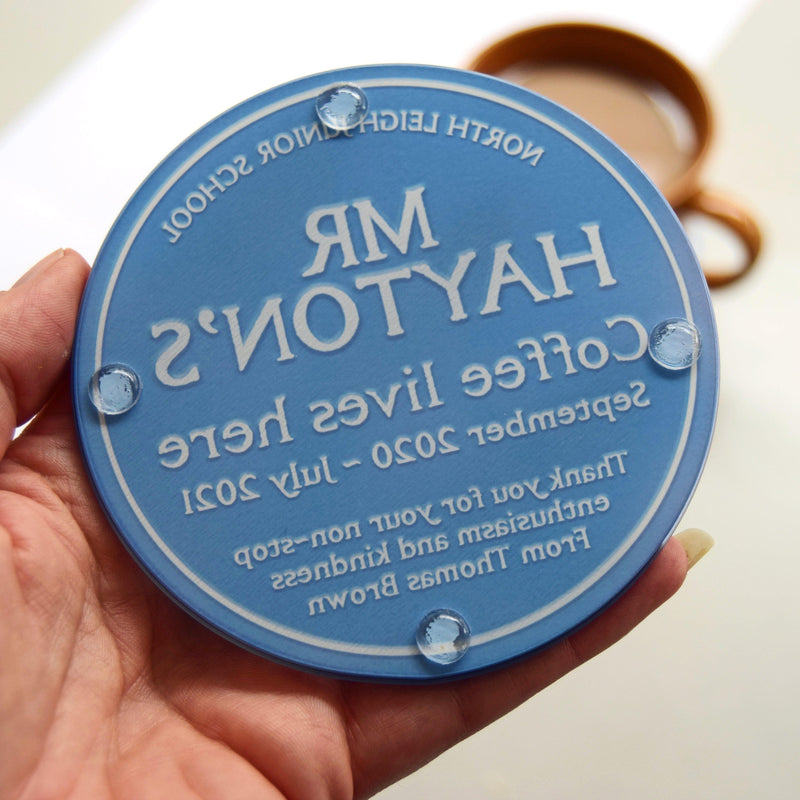 NORTH LEIGH JUNIOR SCHOOL
MR
HAYTON'S
Coffee lives here
September 2020 ~ July 2021
Thank you for your non-stop
enthusiasm and kindness
From Thomas Brown